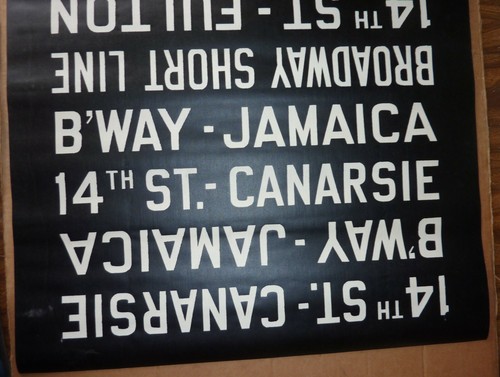 14TH ST - FULTON
BROADWAY SHORT LINE
B'WAY - JAMAICA
14TH ST. - CANARSIE
B'WAY - JAMAICA
14TH ST. - CANARSIE